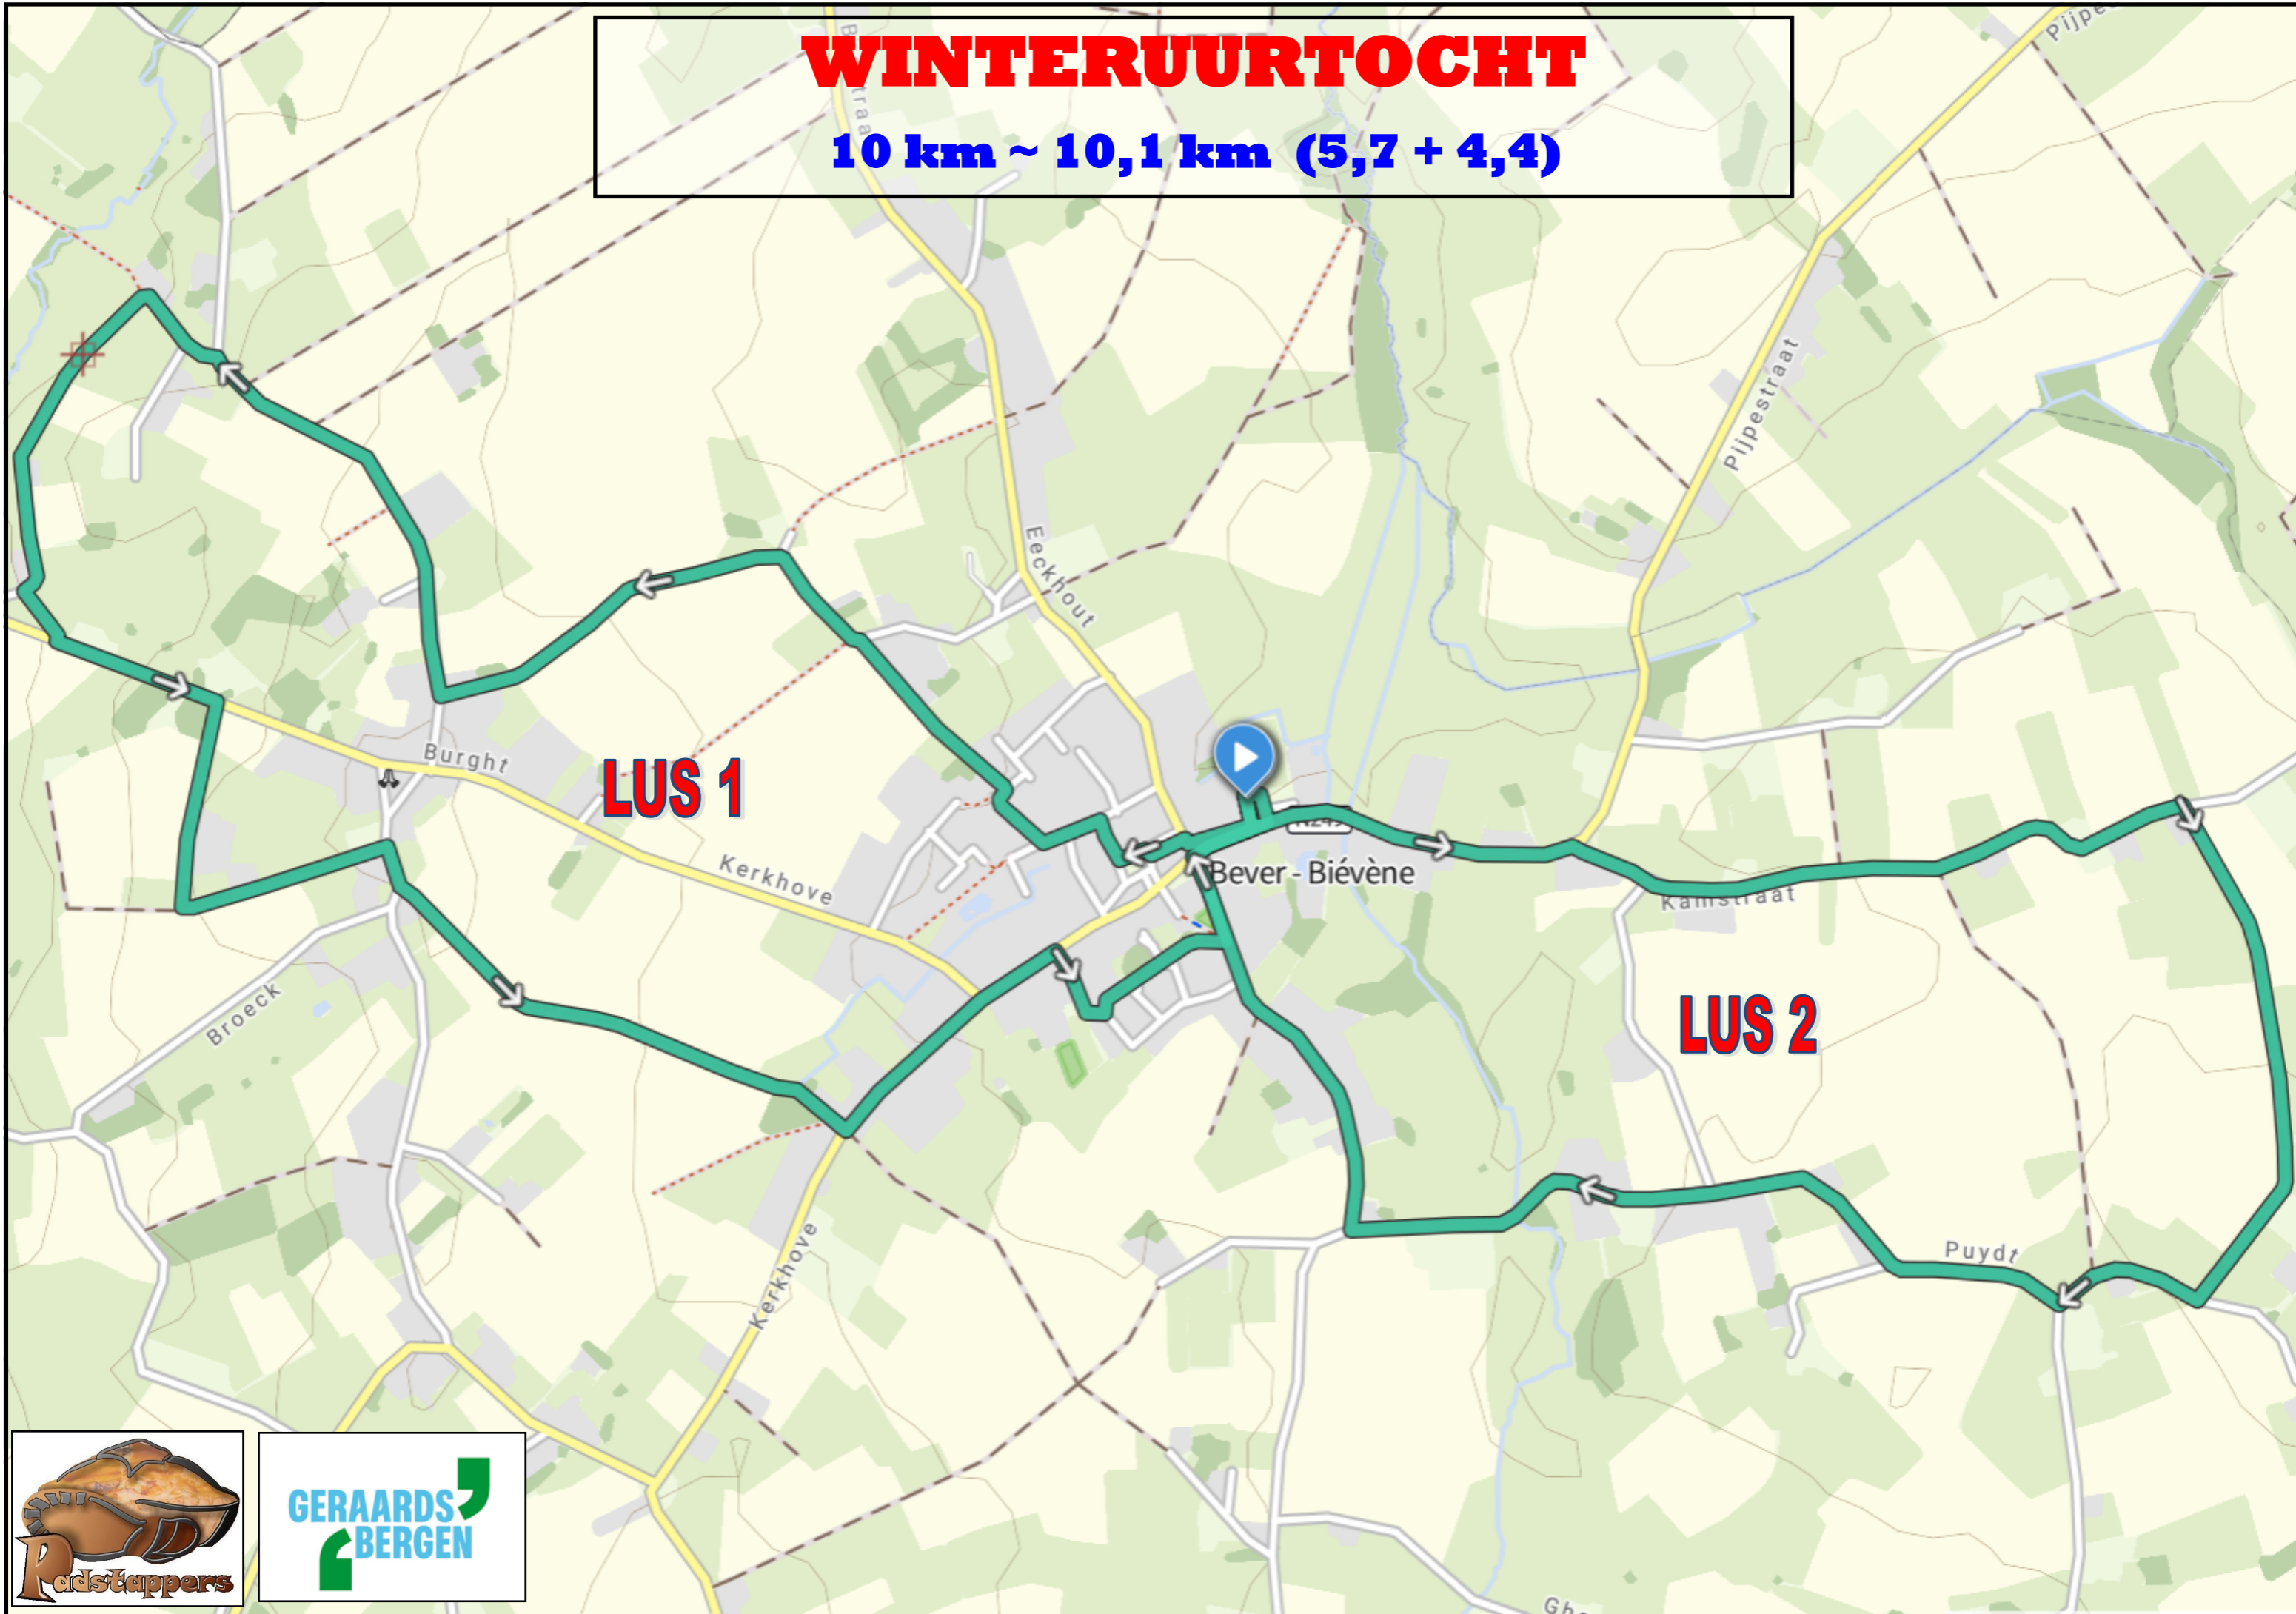 WINTERUURTOCHT
10 km ~ 10,1 km (5,7 + 4,4)
Pijpestraat
Eeckhout
LUS 1
Burght
Kerkhove
Bever - Biévène
Kamstraat
Broeck
LUS 2
Puydt
Kerkhove
Padstappers
GERAARDS
BERGEN